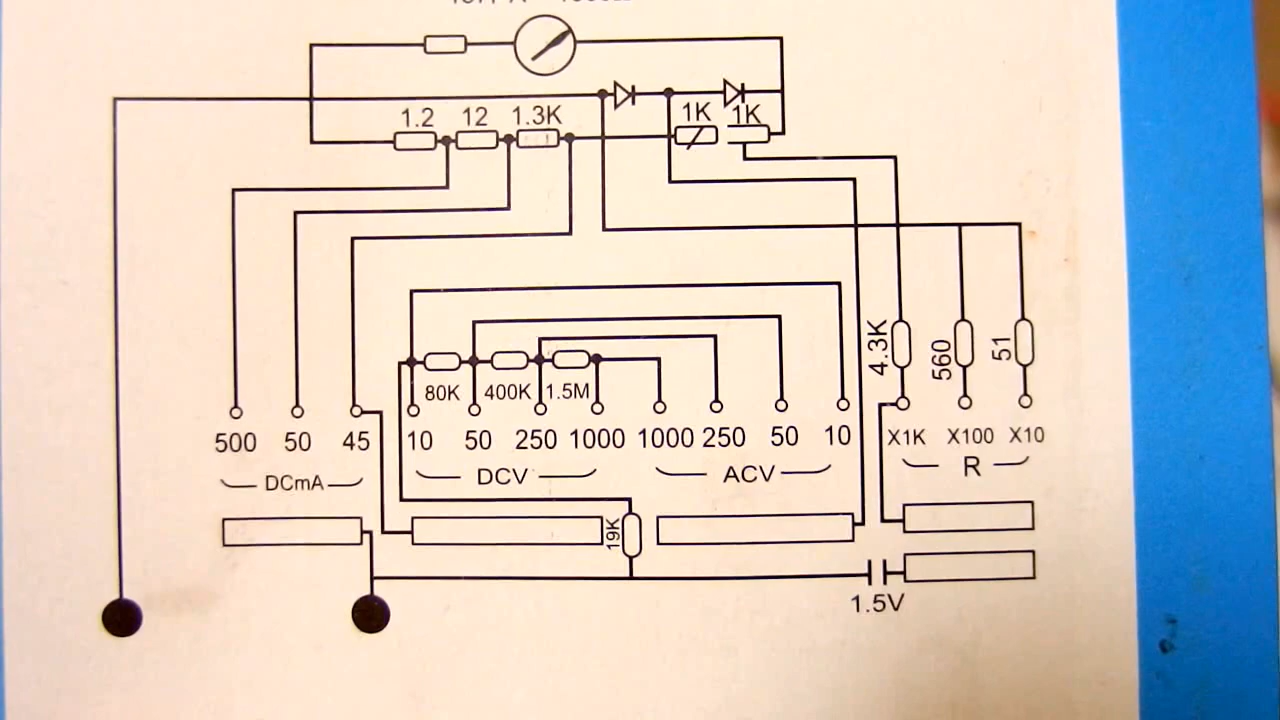 1.2 12 1.3K 1K 1K
4.3K 560 51
80K 400K 1.5M
500 50 45 10 50 250 1000 1000 250 50 10 X1K X100 X10
DCmA DCV ACV R
19K
1.5V